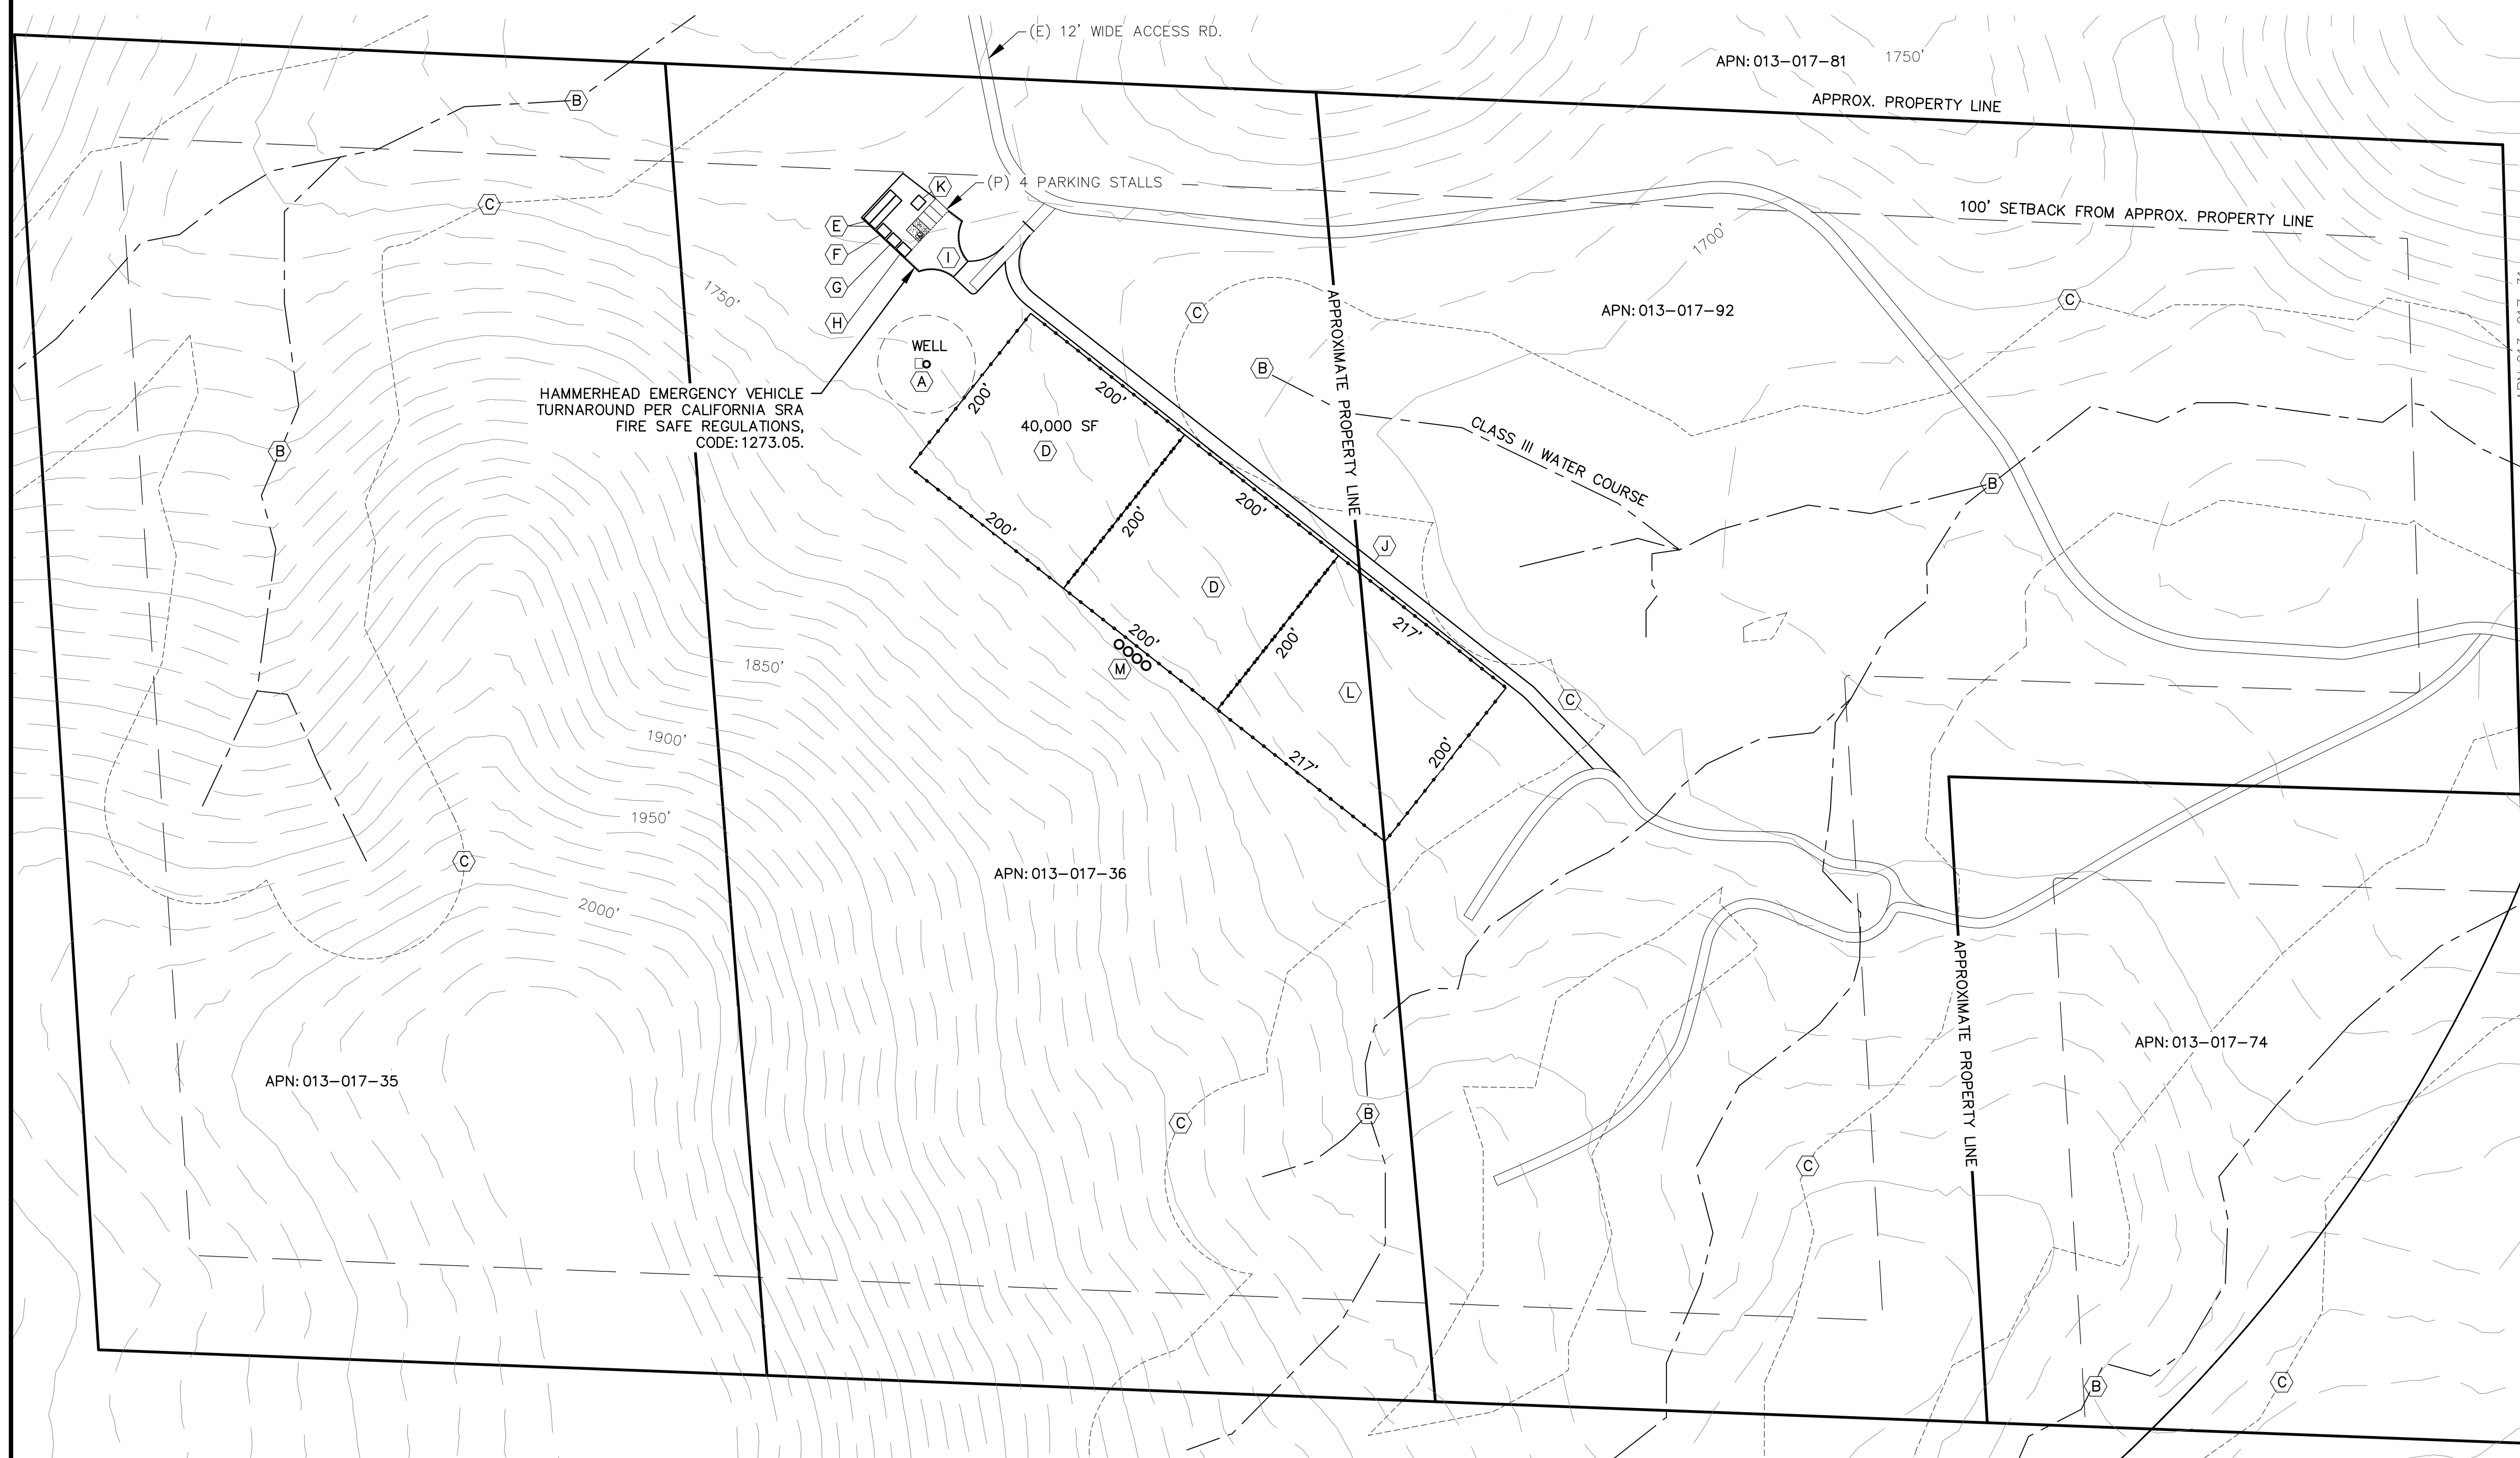 (E) 12' WIDE ACCESS RD.
APN: 013-017-81
1750'
APPROX. PROPERTY LINE
B
K
(P) 4 PARKING STALLS
C
100' SETBACK FROM APPROX. PROPERTY LINE
E
F
I
1700'
G
1750'
C
C
H
APN: 013-017-92
APPROXIMATE PROPERTY LINE
WELL
A
B
HAMMERHEAD EMERGENCY VEHICLE
TURNAROUND PER CALIFORNIA SRA
FIRE SAFE REGULATIONS,
CODE: 1273.05.
200'
200'
40,000 SF
D
B
CLASS III WATER COURSE
B
200'
200'
200'
J
D
200'
200'
217'
M
1850'
L
C
1900'
217'
200'
1950'
C
APN: 013-017-36
2000'
APPROXIMATE PROPERTY LINE
APN: 013-017-74
APN: 013-017-35
B
C
C
B
C